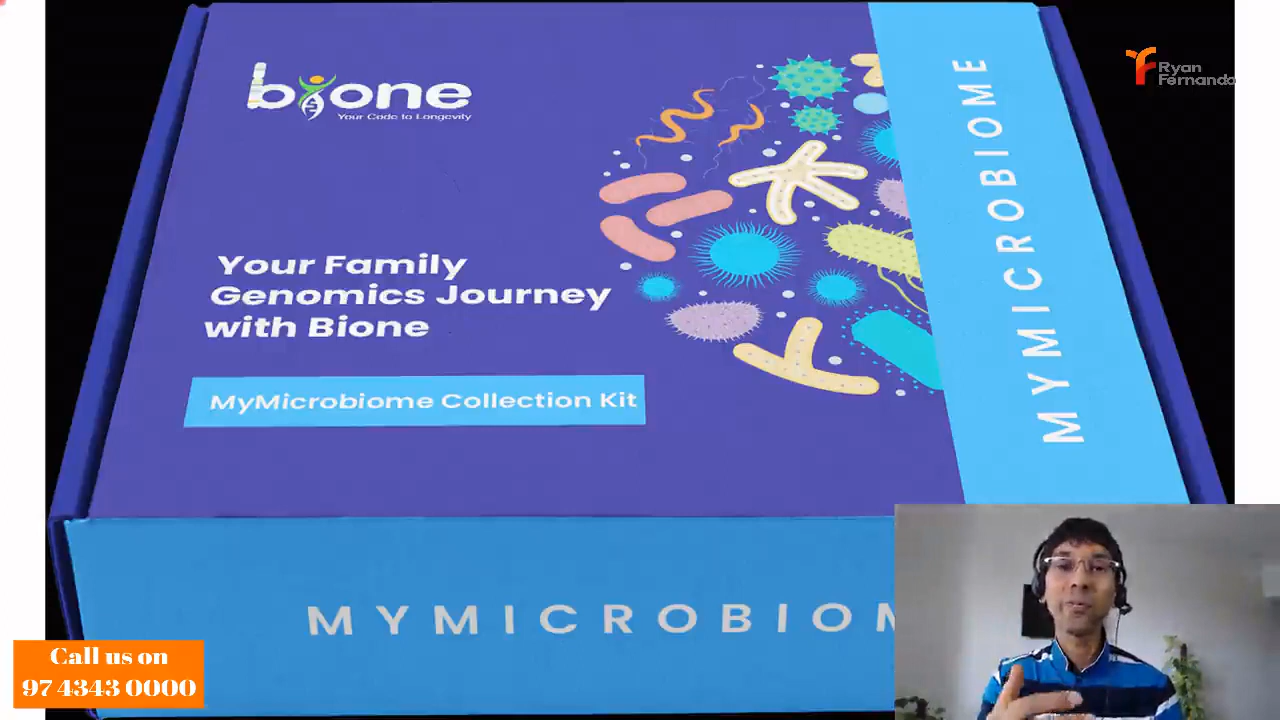 bione
Your Code to Longevity
Ryan
Fernando
Your Family
Genomics Journey
with Bione
MyMicrobiome Collection Kit
MYMICROBIOME
MYMICROBIOM
Call us on
97 4343 0000